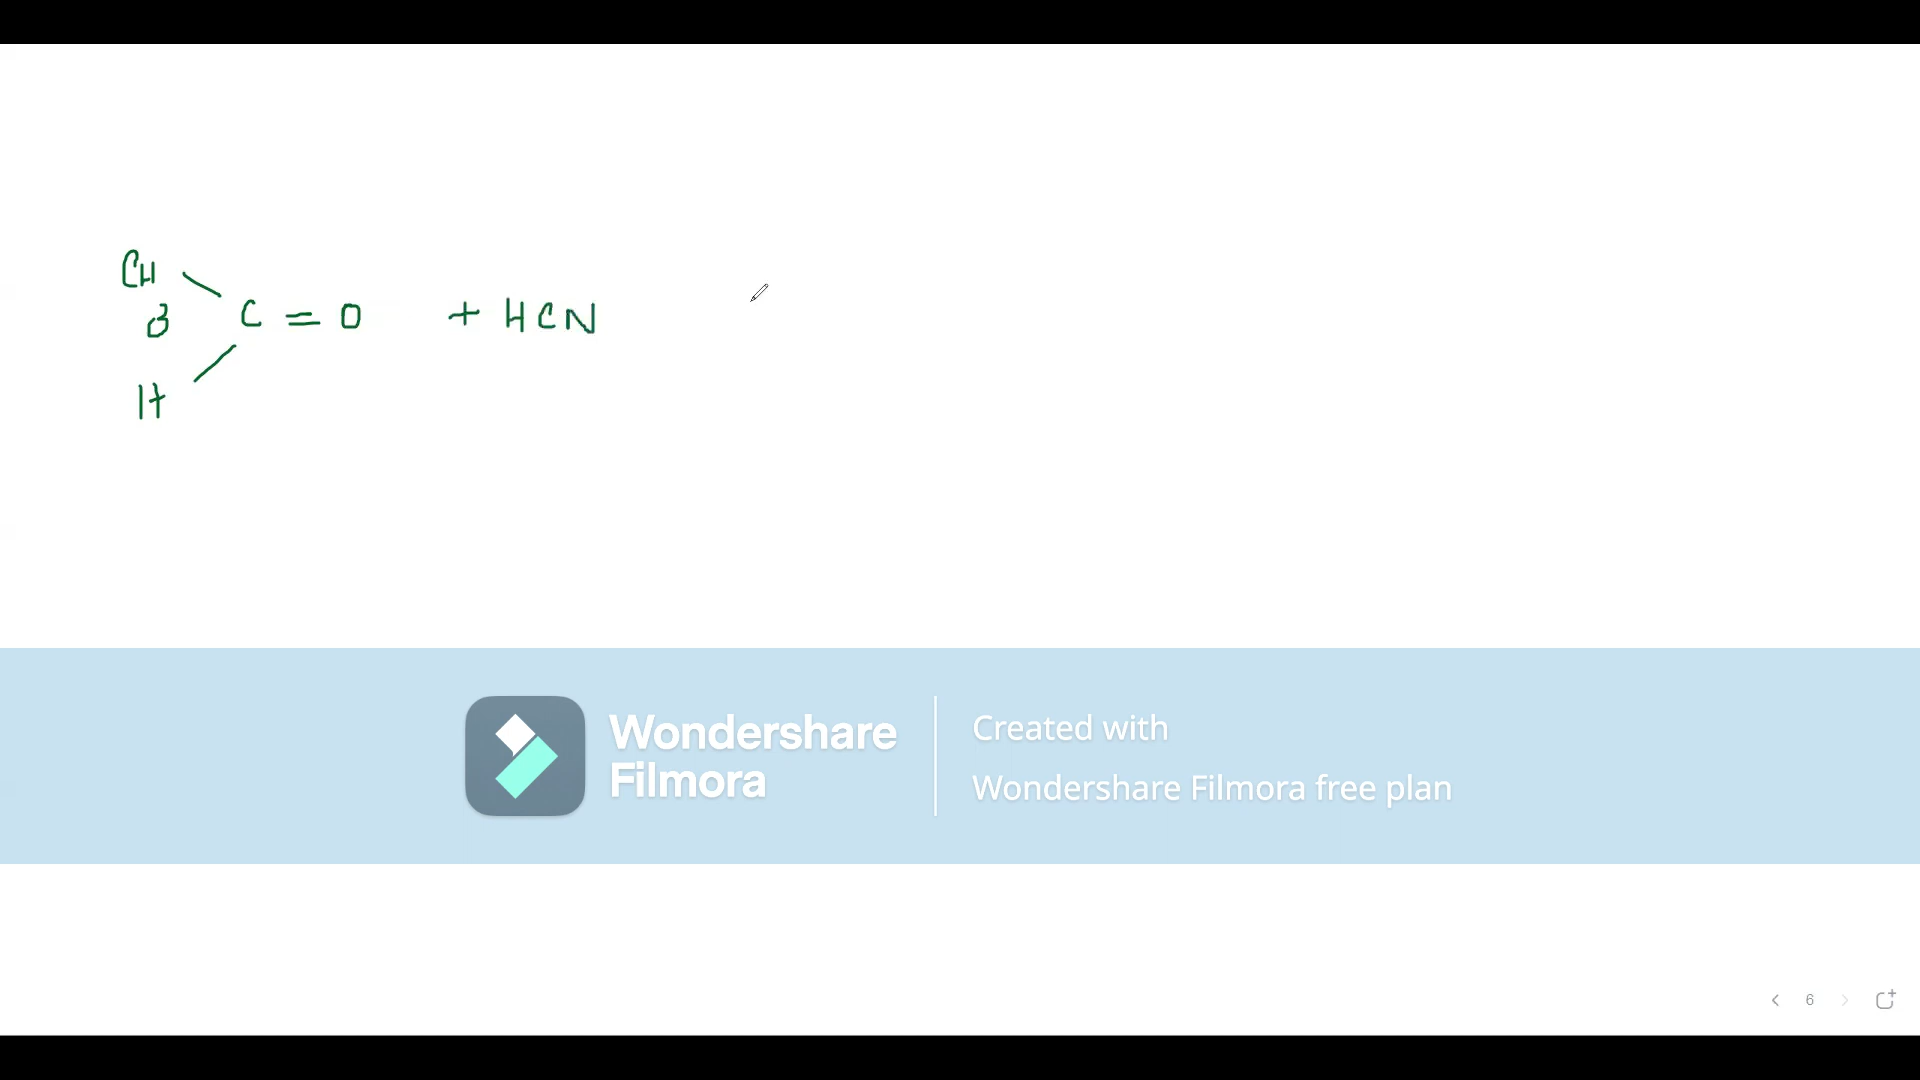 CH
3
C = O + HCN
H
Wondershare
Filmora
Created with
Wondershare Filmora free plan
6